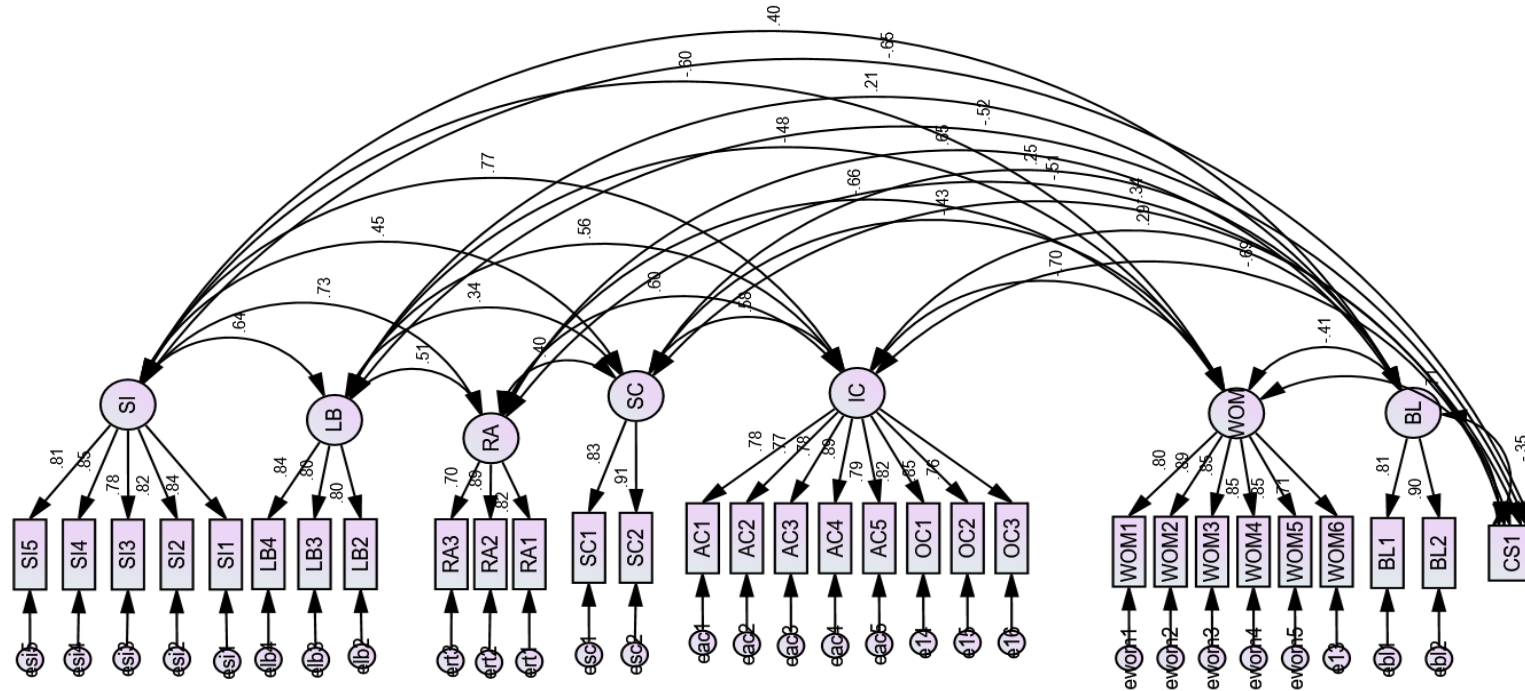 .40
-.65
-.60
.21
-.52
-.48
.65
.25
-.51
.77
-.66
-.43
-.34
.29
.45
.56
-.69
-.70
.73
.34
.60
.58
.64
.51
.40
-.41
.71
-.35
SI
LB
RA
SC
IC
WOM
BL
.81
.85
.78
.82
.84
.84
.80
.80
.70
.89
.82
.83
.91
.78
.77
.78
.89
.79
.82
.85
.76
.80
.89
.85
.85
.85
.71
.81
.90
SI5
SI4
SI3
SI2
SI1
LB4
LB3
LB2
RA3
RA2
RA1
SC1
SC2
AC1
AC2
AC3
AC4
AC5
OC1
OC2
OC3
WOM1
WOM2
WOM3
WOM4
WOM5
WOM6
BL1
BL2
CS1
esi5
esi4
esi3
esi2
esi1
elb4
elb3
elb2
ert3
ert2
ert1
esc1
esc2
eac1
eac2
eac3
eac4
eac5
e14
e15
e16
ewom1
ewom2
ewom3
ewom4
ewom5
e13
ebl1
ebl2